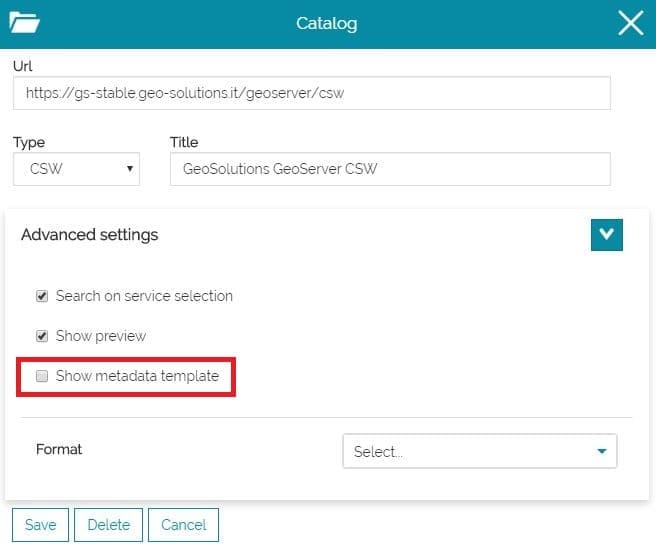 Catalog
Url
https://gs-stable.geo-solutions.it/geoserver/csw
Type Title
CSW GeoSolutions GeoServer CSW
Advanced settings
Search on service selection
Show preview
Show metadada template
Format Select...
Save Delete Cancel